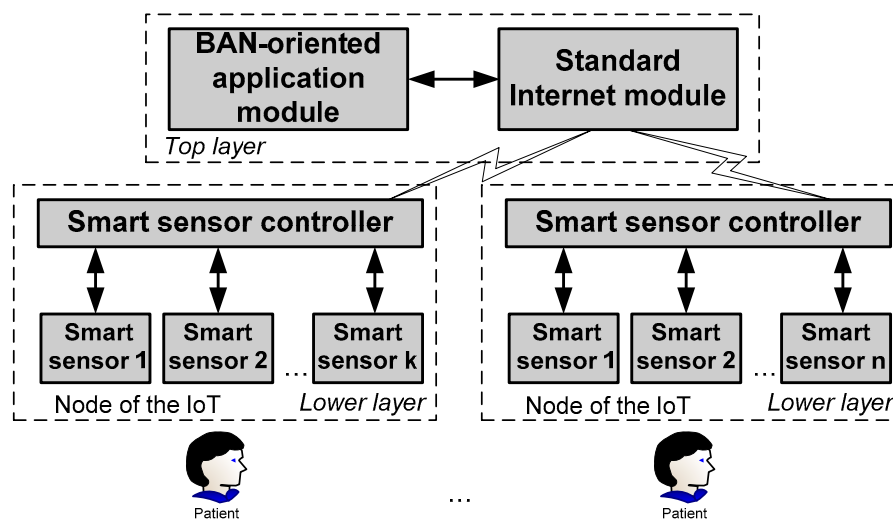 BAN-oriented
application
module
Standard
Internet module
Top layer
Smart sensor controller
Smart
sensor 1
Smart
sensor 2
...
Smart
sensor k
Node of the IoT
Lower layer
Smart sensor controller
Smart
sensor 1
Smart
sensor 2
...
Smart
sensor n
Node of the IoT
Lower layer
Patient
...
Patient